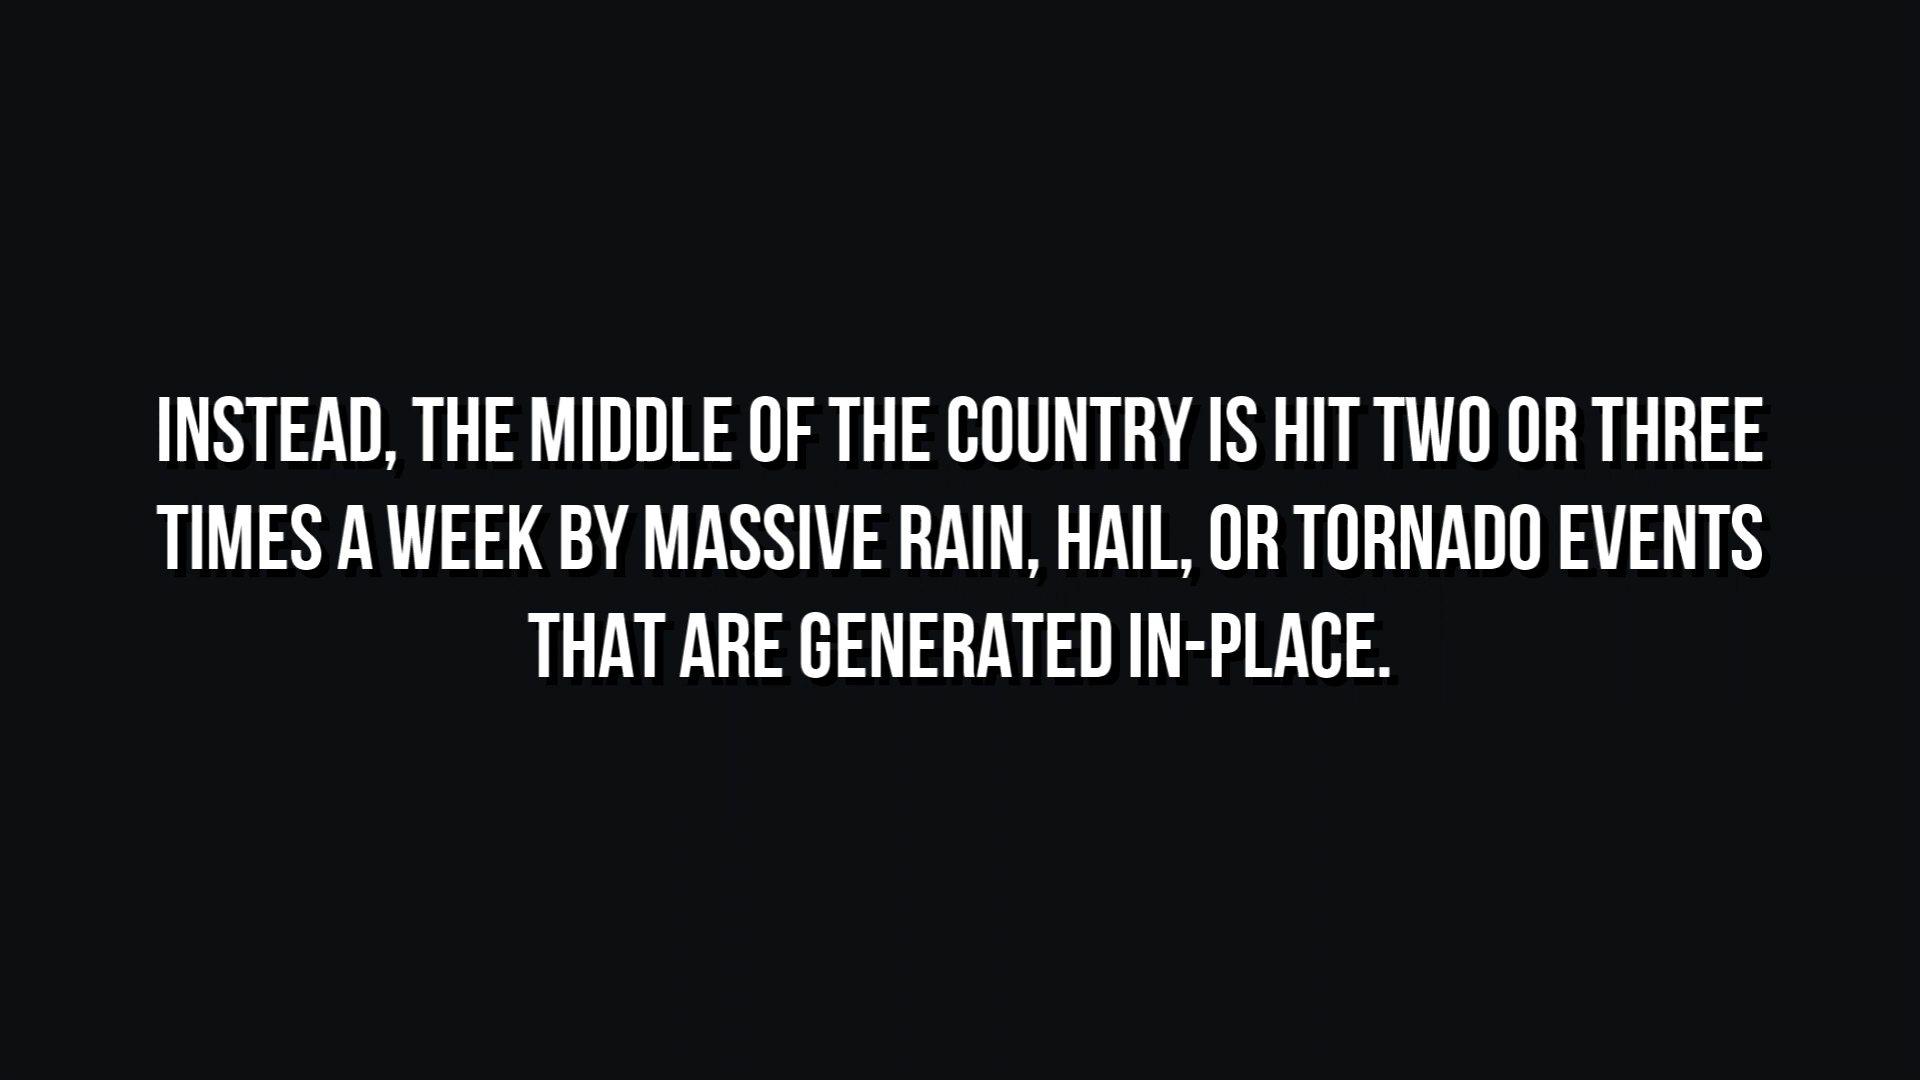 INSTEAD, THE MIDDLE OF THE COUNTRY IS HIT TWO OR THREE
TIMES A WEEK BY MASSIVE RAIN, HAIL, OR TORNADO EVENTS
THAT ARE GENERATED IN-PLACE.